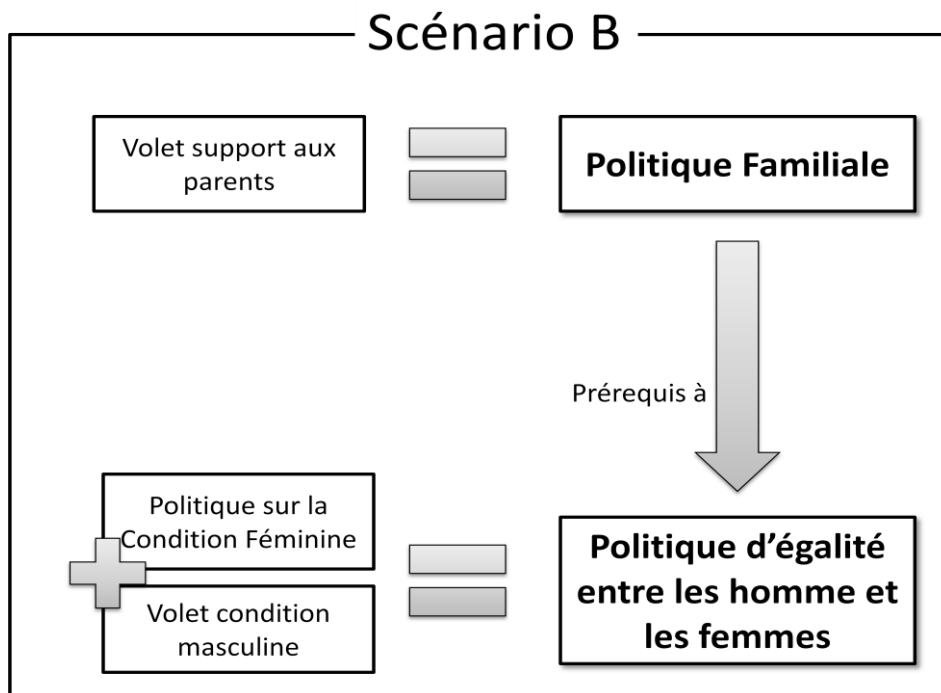 Scénario B
Volet support aux
parents
Politique Familiale
Prérequis à
Politique sur la
Condition Féminine
Volet condition
masculine
Politique d’égalité
entre les homme et
les femmes